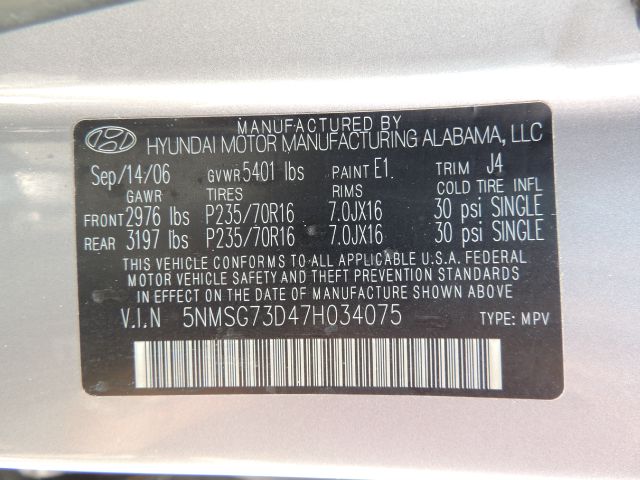 MANUFACTURED BY
HYUNDAI MOTOR MANUFACTURING ALABAMA, LLC
Sep/14/06 GVWR 5401 lbs PAINT E1 TRIM J4
GAWR TIRES RIMS COLD TIRE INFL
FRONT 2976 lbs P235/70R16 7.0JX16 30 psi SINGLE
REAR 3197 lbs P235/70R16 7.0JX16 30 psi SINGLE
THIS VEHICLE CONFORMS TO ALL APPLICABLE U.S.A. FEDERAL
MOTOR VEHICLE SAFETY AND THEFT PREVENTION STANDARDS
IN EFFECT ON THE DATE OF MANUFACTURE SHOWN ABOVE.
V.I.N 5NMSG73D47H034075 TYPE: MPV